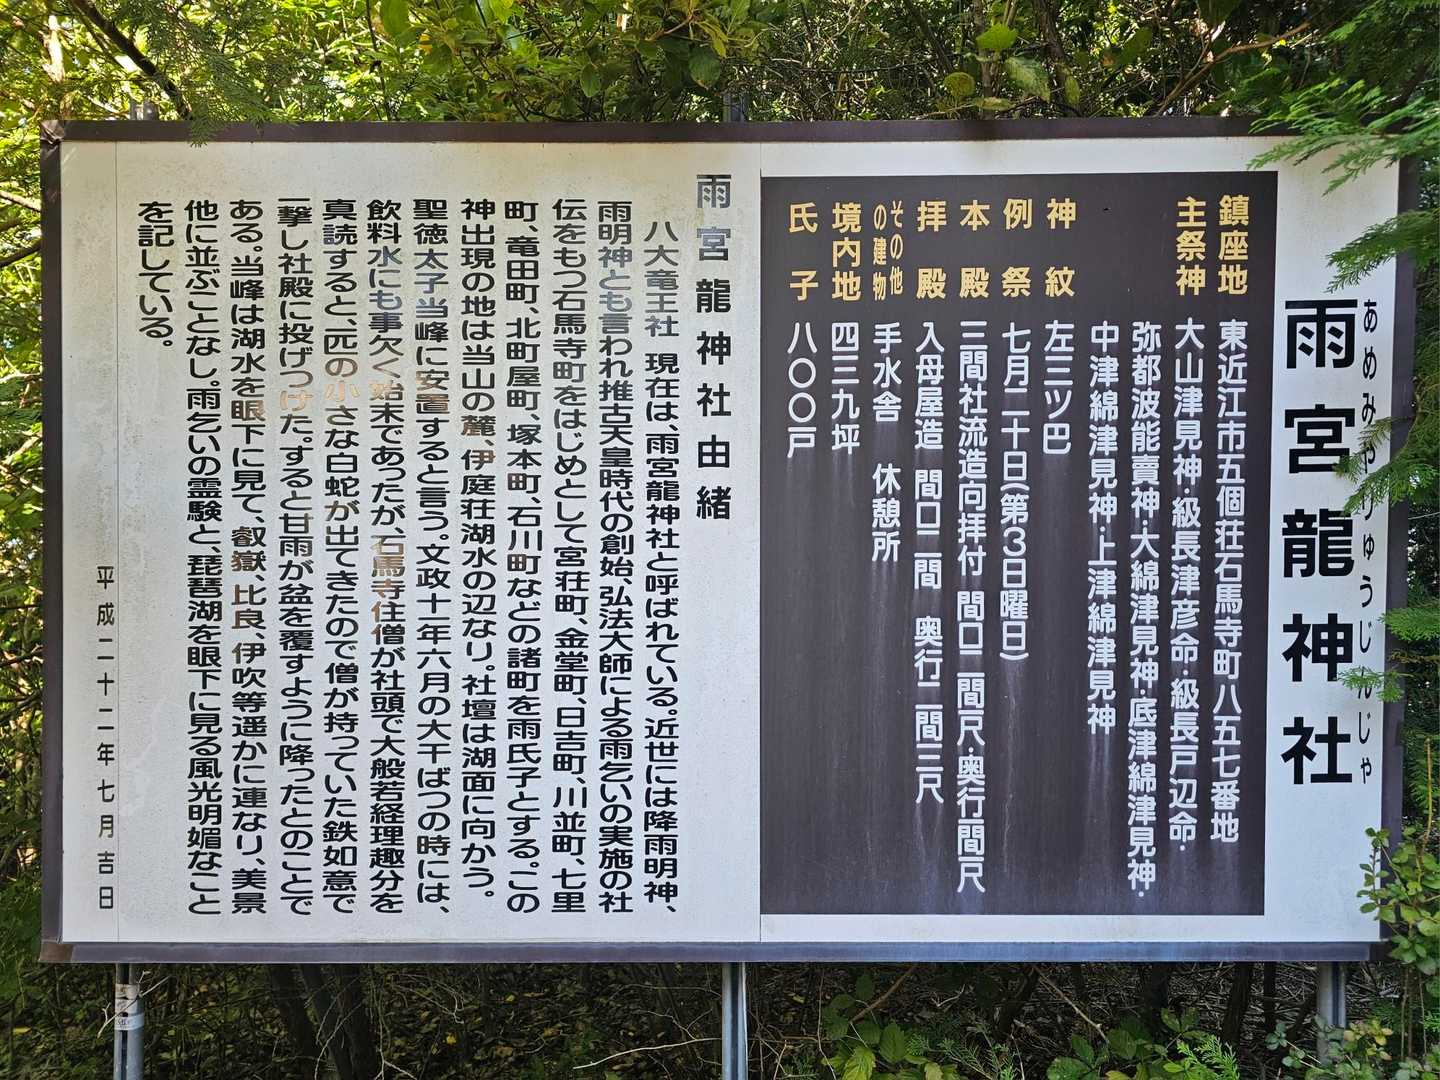 雨宮龍神社
あめみやりゅうじんじゃ
鎮座地 東近江市五個荘石馬寺町八五七番地
主祭神 大山津見神・級長津彦命・級長戸辺命・
弥都波能賣神・大綿津見神・底津綿津見神・
中津綿津見神・上津綿津見神
神紋 左三ツ巴
例祭 七月二十日(第3日曜日)
本殿 三間社流造向拝付 間口二間一尺・奥行一間一尺
拝殿 入母屋造 間口二間 奥行二間三尺
その他の建物 手水舎 休憩所
境内地 四三九坪
氏子 八〇〇戸
雨宮龍神社由緒
八大竜王社 現在は、雨宮龍神社と呼ばれている。近世には降雨明神、
雨明神とも言われ推古天皇時代の創始、弘法大師による雨乞いの実施の社
伝をもつ石馬寺町をはじめとして宮荘町、金堂町、日吉町、川並町、七里
町、竜田町、北町屋町、塚本町、石川町などの諸町を雨氏子とする。この
神出現の地は当山の麓、伊庭荘湖水の辺なり。社壇は湖面に向かう。
聖徳太子当峰に安置すると言う。文政十一年六月の大干ばつの時には、
飲料水にも事欠く始末であったが、石馬寺住僧が社頭で大般若経理趣分を
真読すると、一匹の小さな白蛇が出てきたので僧が持っていた鉄如意で
一撃し社殿に投げつけた。すると甘雨が盆を覆すように降ったとのことで
ある。当峰は湖水を眼下に見て、叡嶽、比良、伊吹等遥かに連なり、美景
他に並ぶことなし。雨乞いの霊験と、琵琶湖を眼下に見る風光明媚なこと
を記している。
平成二十二年七月吉日